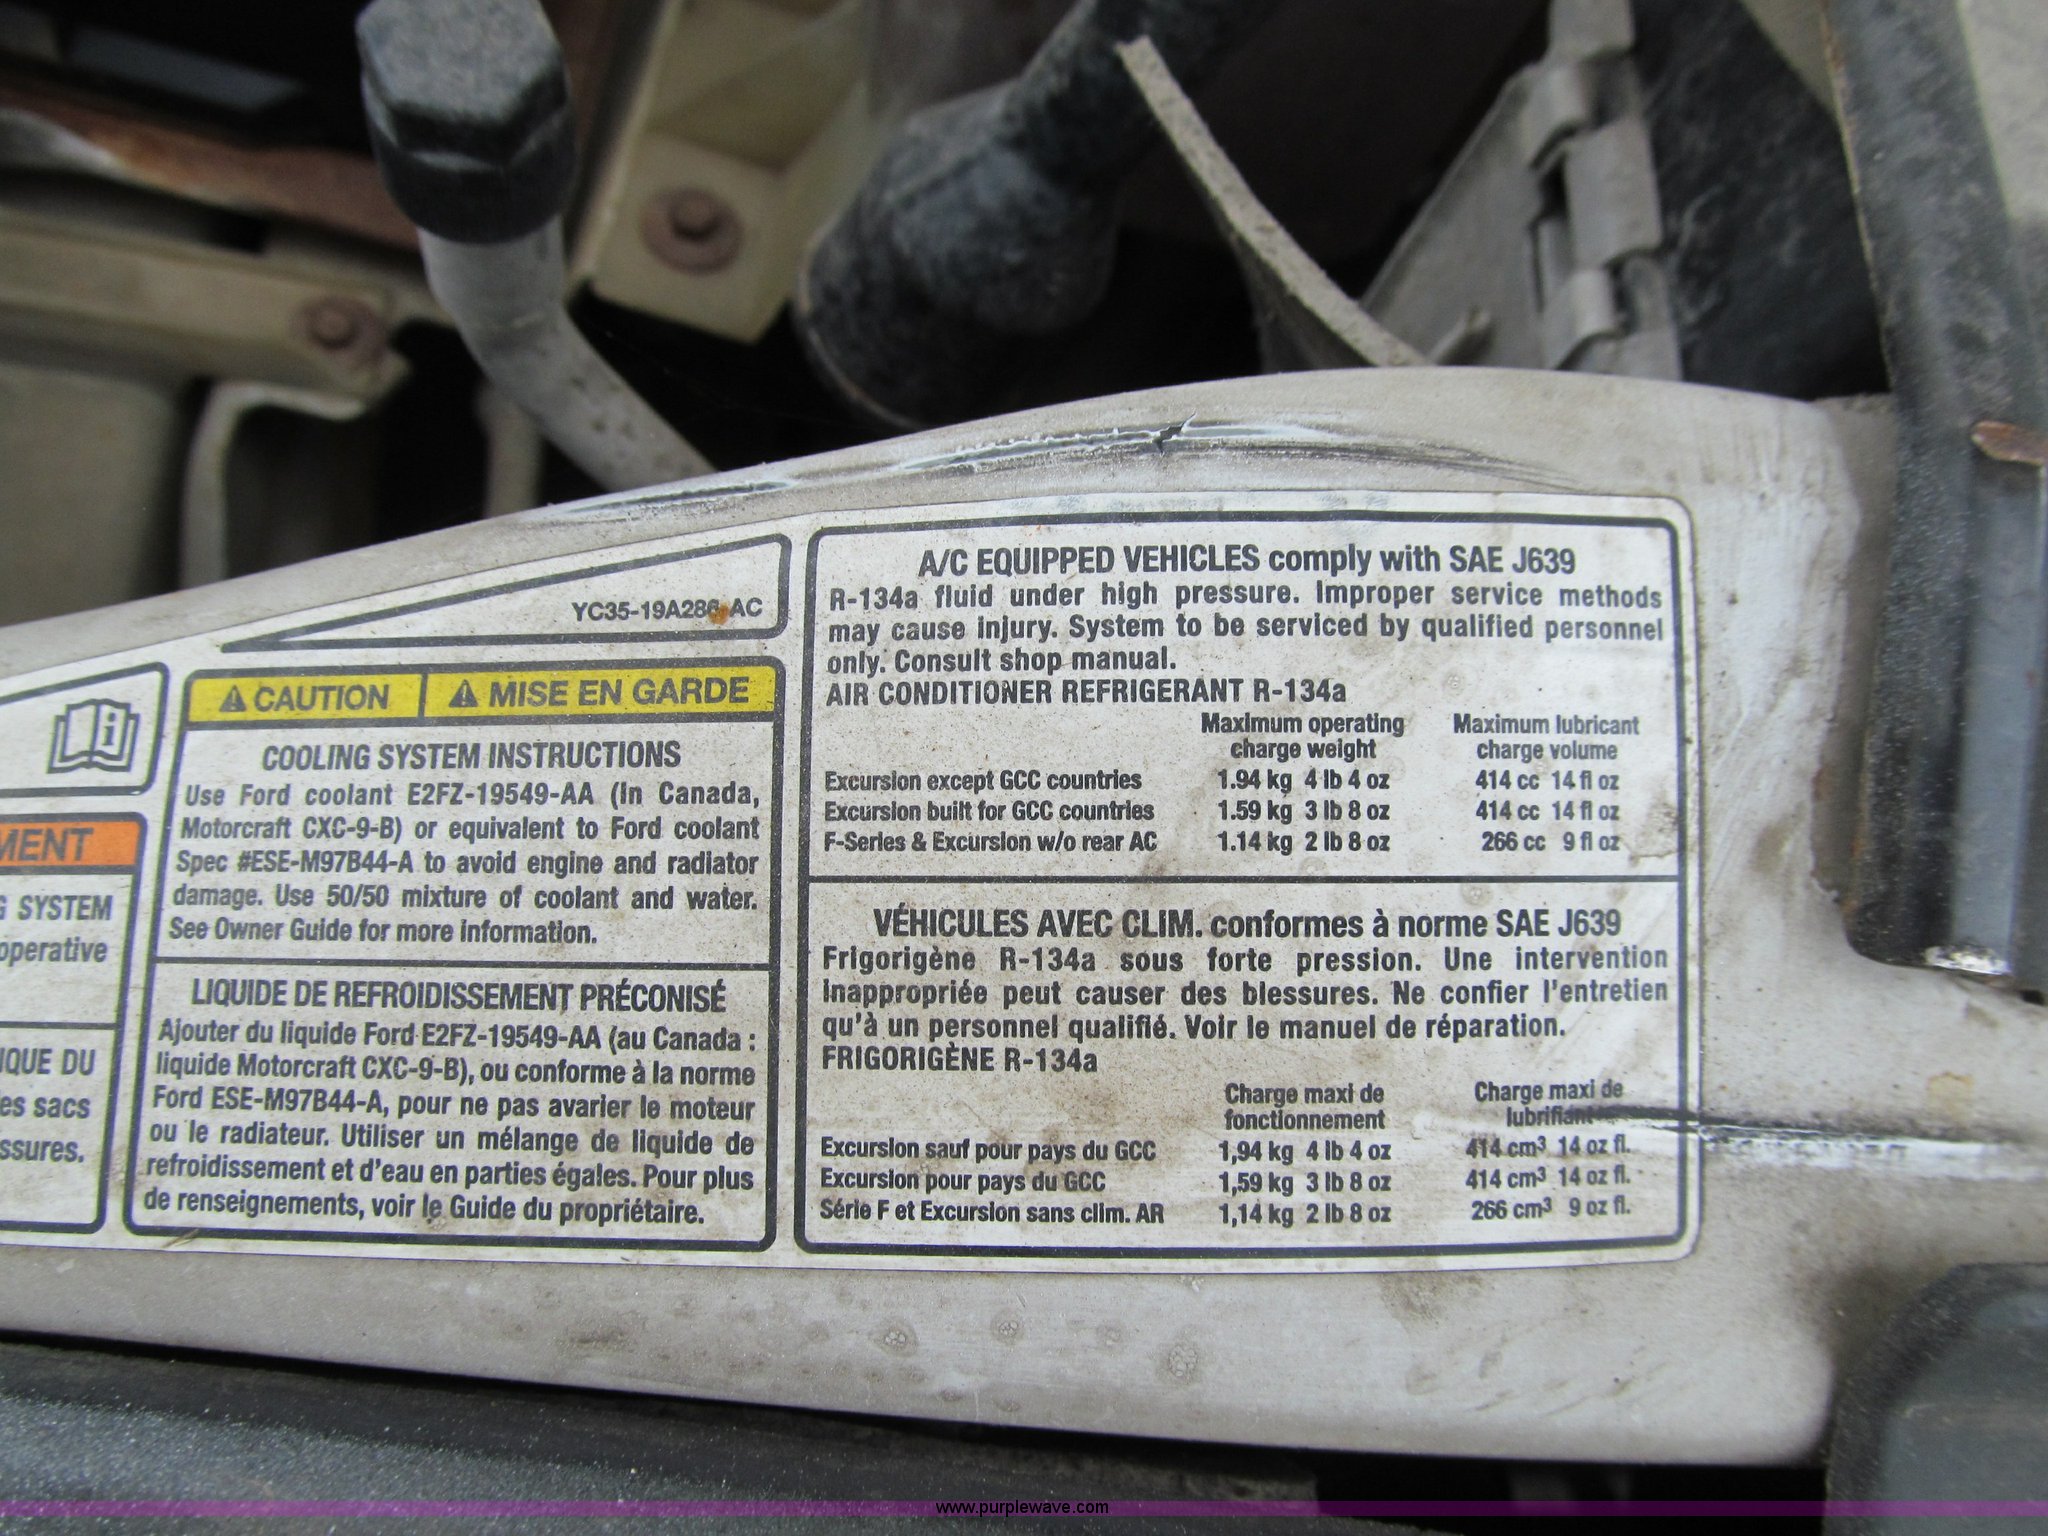 YC35-19A286 AC
MENT
SYSTEM
operative
IQUE DU
es sacs
ssures.
CAUTION MISE EN GARDE
COOLING SYSTEM INSTRUCTIONS
Use Ford coolant E2FZ-19549-AA (In Canada,
Motorcraft CXC-9-B) or equivalent to Ford coolant
Spec #ESE-M97B44-A to avoid engine and radiator
damage. Use 50/50 mixture of coolant and water.
See Owner Guide for more information.
LIQUIDE DE REFROIDISSEMENT PRÉCONISÉ
Ajouter du liquide Ford E2FZ-19549-AA (au Canada :
liquide Motorcraft CXC-9-B), ou conforme à la norme
Ford ESE-M97B44-A, pour ne pas avarier le moteur
ou le radiateur. Utiliser un mélange de liquide de
refroidissement et d'eau en parties égales. Pour plus
de renseignements, voir le Guide du propriétaire.
A/C EQUIPPED VEHICLES comply with SAE J639
R-134a fluid under high pressure. Improper service methods
may cause injury. System to be serviced by qualified personnel
only. Consult shop manual.
AIR CONDITIONER REFRIGERANT R-134a
Maximum operating Maximum lubricant
charge weight charge volume
Excursion except GCC countries 1.94 kg 4 lb 4 oz 414 cc 14 fl oz
Excursion built for GCC countries 1.59 kg 3 lb 8 oz 414 cc 14 fl oz
F-Series & Excursion w/o rear AC 1.14 kg 2 lb 8 oz 266 cc 9 fl oz
VÉHICULES AVEC CLIM. conformes à norme SAE J639
Frigorigène R-134a sous forte pression. Une intervention
inappropriée peut causer des blessures. Ne confier l'entretien
qu'à un personnel qualifié. Voir le manuel de réparation.
FRIGORIGÈNE R-134a
Charge maxi de Charge maxi de
fonctionnement lubrifiant
Excursion sauf pour pays du GCC 1,94 kg 4 lb 4 oz 414 cm³ 14 oz fl.
Excursion pour pays du GCC 1,59 kg 3 lb 8 oz 414 cm³ 14 oz fl.
Série F et Excursion sans clim. AR 1,14 kg 2 lb 8 oz 266 cm³ 9 oz fl.
www.purplewave.com